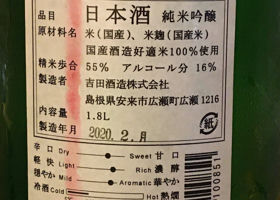 品目 日本酒 純米吟醸
原材料名 米(国産)、米麹(国産米)
国産酒造好適米100%使用
精米歩合 55% アルコール分 16%
製造者 吉田酒造株式会社
島根県安来市広瀬町広瀬 1216
内容量 1.8L
製造年月 2020.2.月
紙
辛口 Dry Sweet 甘口
軽快 Light Rich 濃醇
穏やか Mild Aromatic 華やか
冷酒 Cold Hot 熱燗
100851